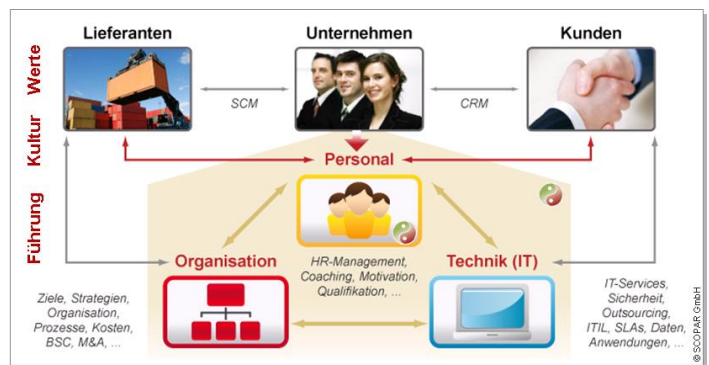 Lieferanten
Unternehmen
Kunden
Werte
Kultur
Führung
SCM
CRM
Personal
HR-Management,
Coaching, Motivation,
Qualifikation, ...
Organisation
Technik (IT)
Ziele, Strategien,
Organisation,
Prozesse, Kosten,
BSC, M&A, ...
IT-Services,
Sicherheit,
Outsourcing,
ITIL, SLAs, Daten,
Anwendungen, ...
© SCOPAR GmbH